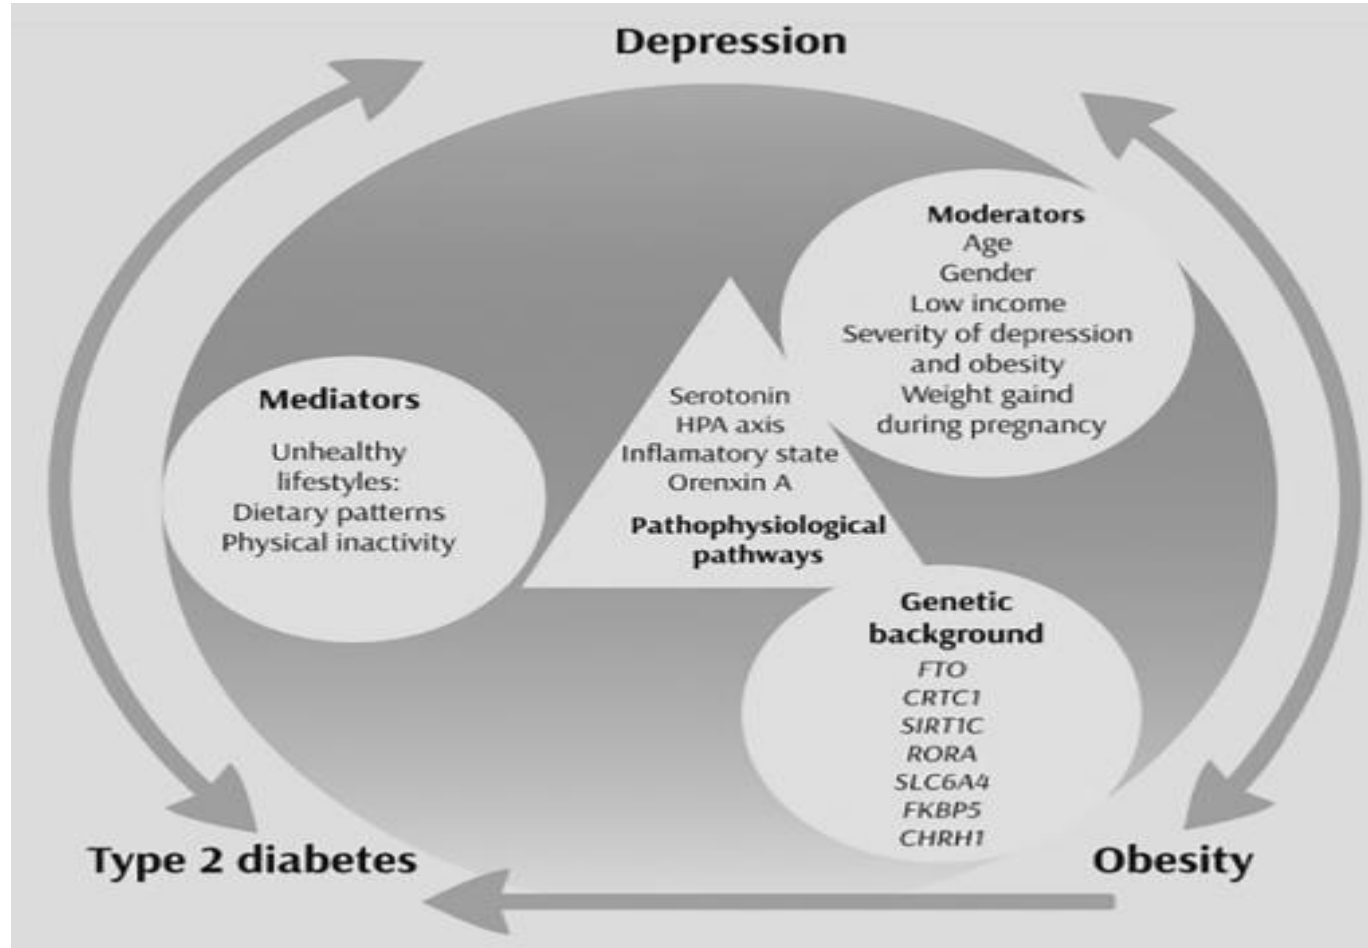 Depression
Moderators
Age
Gender
Low income
Severity of depression
and obesity
Weight gaind
during pregnancy
Mediators
Unhealthy
lifestyles:
Dietary patterns
Physical inactivity
Serotonin
HPA axis
Inflamatory state
Orenxin A
Pathophysiological
pathways
Genetic
background
FTO
CRTC1
SIRT1C
RORA
SLC6A4
FKBP5
CHRH1
Type 2 diabetes
Obesity